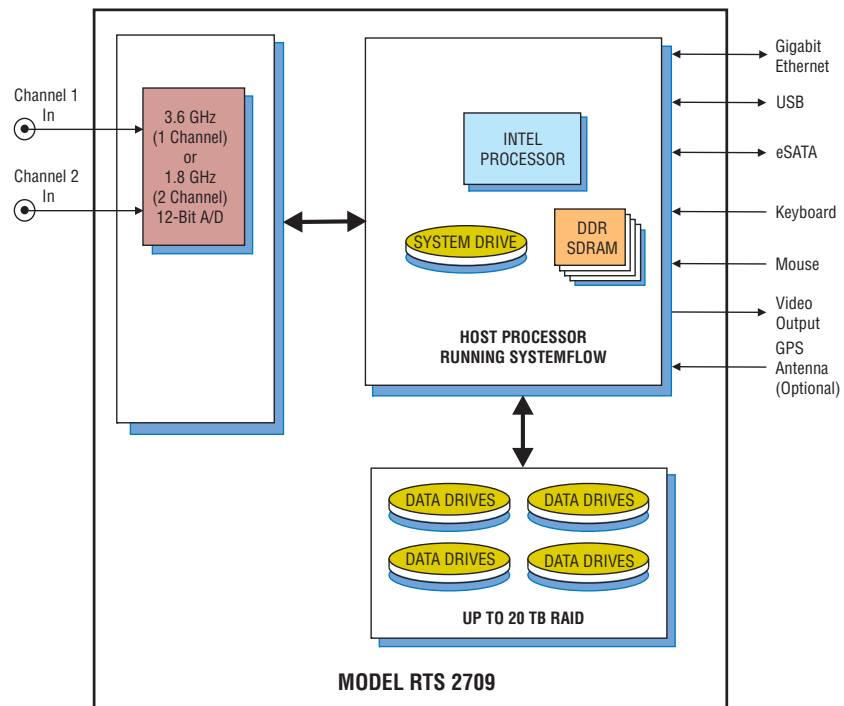 Channel 1
In
Channel 2
In
3.6 GHz
(1 Channel)
or
1.8 GHz
(2 Channel)
12-Bit A/D
INTEL
PROCESSOR
SYSTEM DRIVE
DDR
SDRAM
HOST PROCESSOR
RUNNING SYSTEMFLOW
Gigabit
Ethernet
USB
eSATA
Keyboard
Mouse
Video
Output
GPS
Antenna
(Optional)
DATA DRIVES
DATA DRIVES
DATA DRIVES
DATA DRIVES
UP TO 20 TB RAID
MODEL RTS 2709